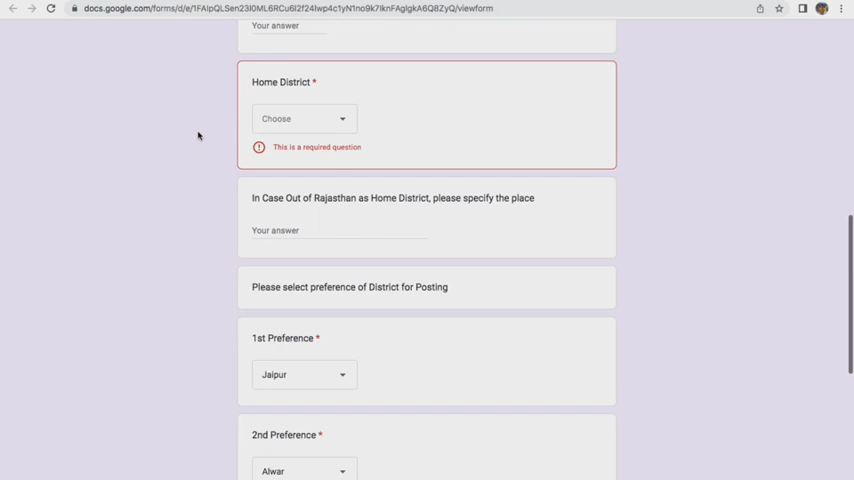 docs.google.com/forms/d/e/1FAIpQLSen23I0ML6RCu6I2f24Iwp4c1yN1no9k7IknFAgIgkA6Q8ZyQ/viewform
Your answer
Home District *
Choose
This is a required question
In Case Out of Rajasthan as Home District, please specify the place
Your answer
Please select preference of District for Posting
1st Preference *
Jaipur
2nd Preference *
Alwar